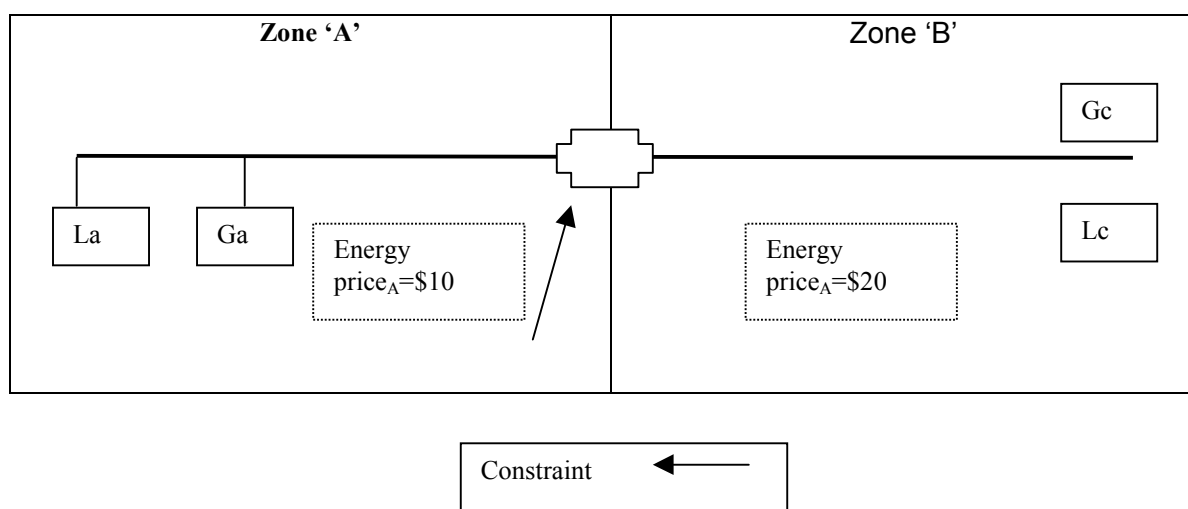 Zone ‘A’
Zone ‘B’
Gc
La
Ga
Energy
price_A=$10
Energy
price_A=$20
Lc
Constraint